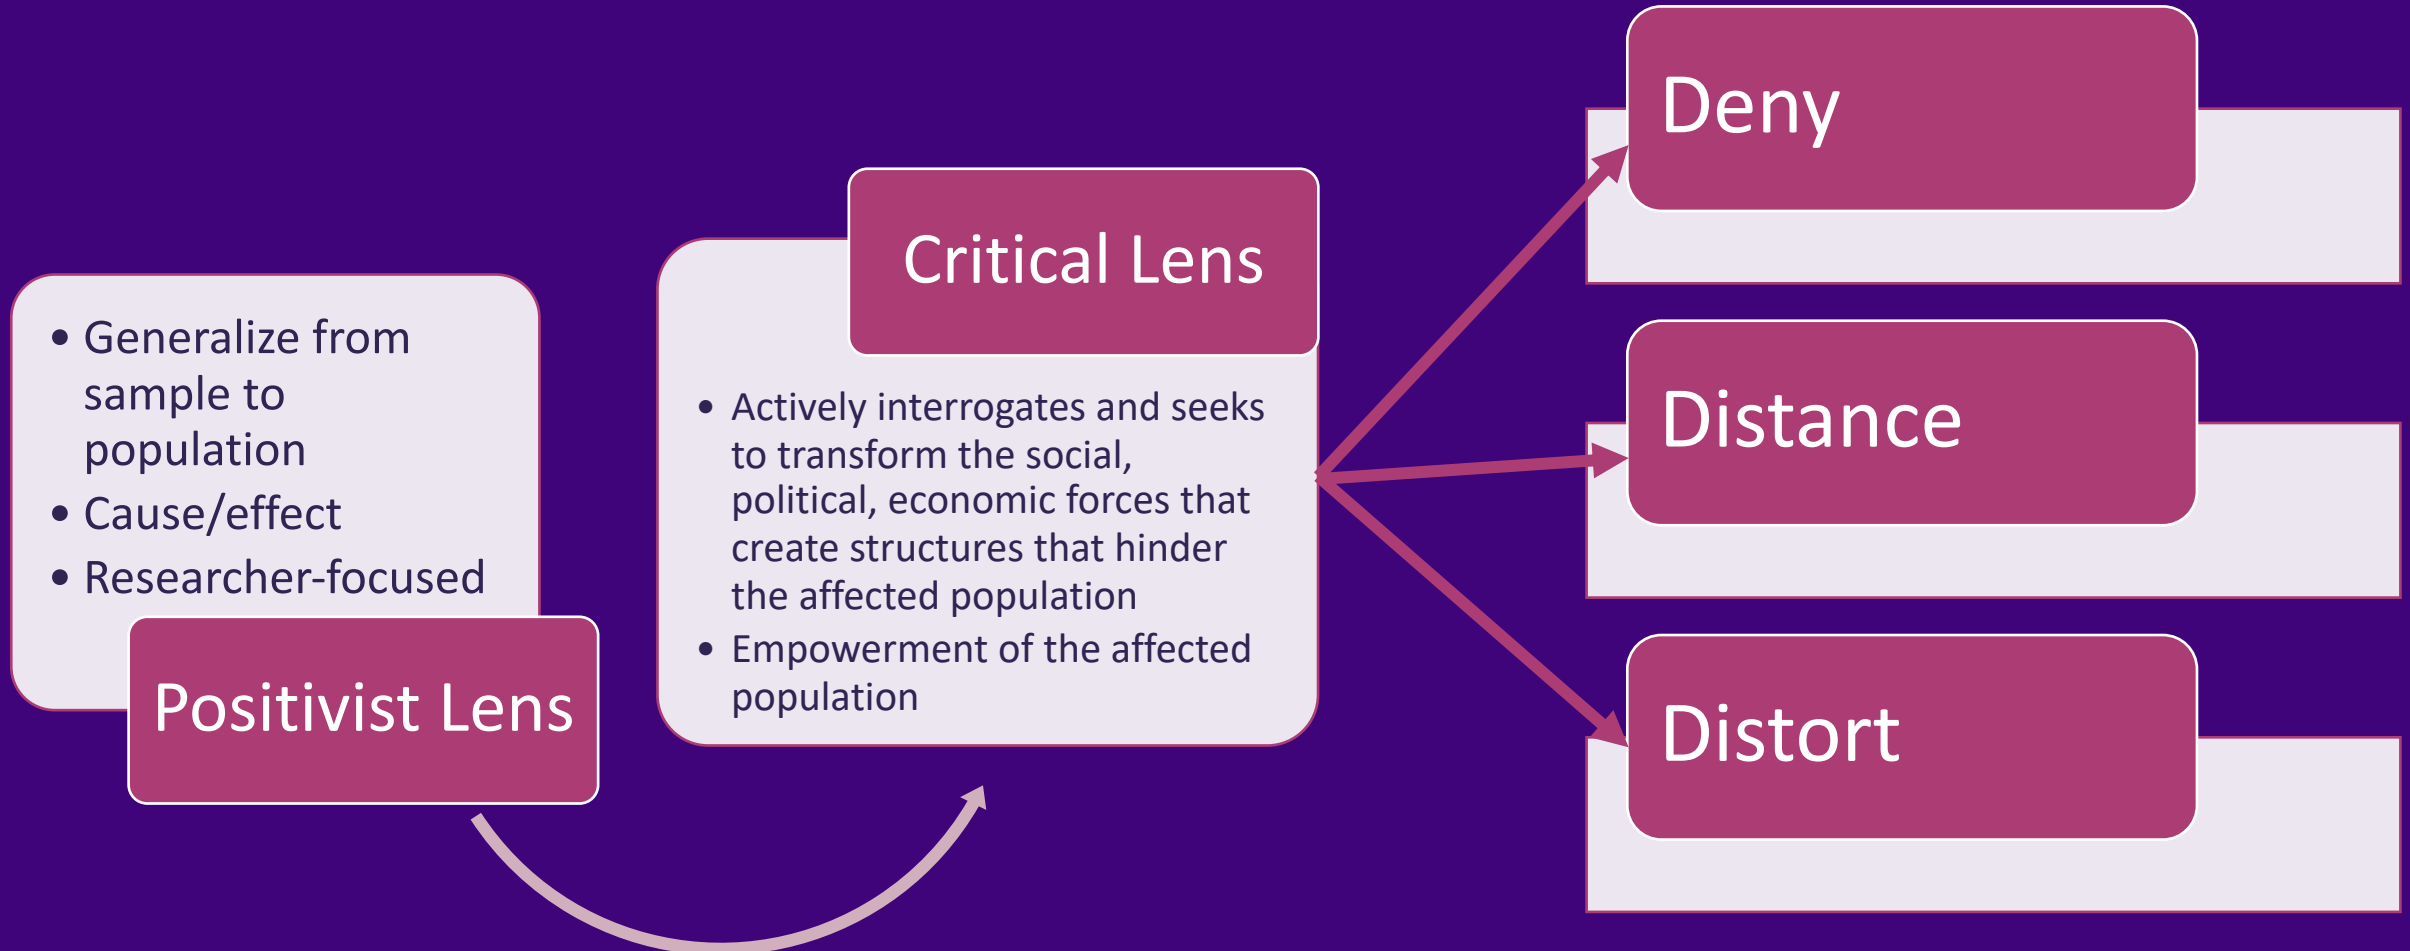 • Generalize from
sample to
population
• Cause/effect
• Researcher-focused
Positivist Lens
Critical Lens
• Actively interrogates and seeks
to transform the social,
political, economic forces that
create structures that hinder
the affected population
• Empowerment of the affected
population
Deny
Distance
Distort